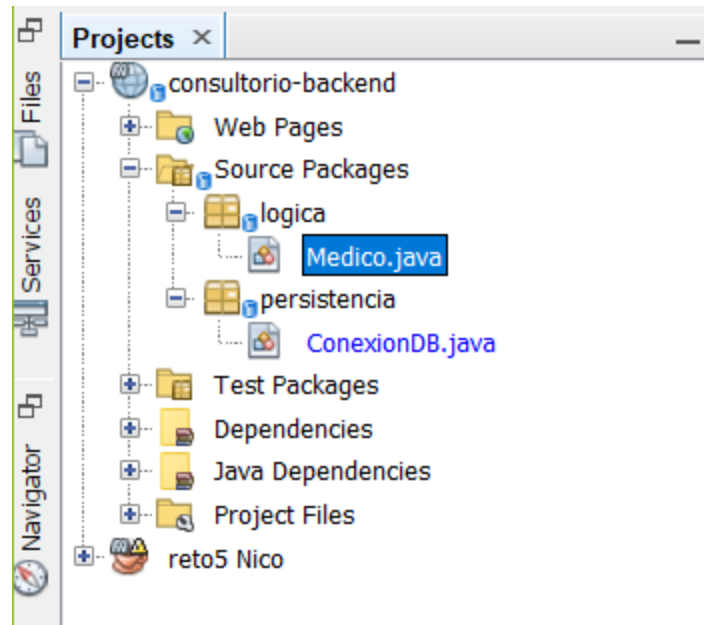 Projects ×
consultorio-backend
Web Pages
Source Packages
logica
Medico.java
persistencia
ConexionDB.java
Test Packages
Dependencies
Java Dependencies
Project Files
reto5 Nico
Files
Services
Navigator